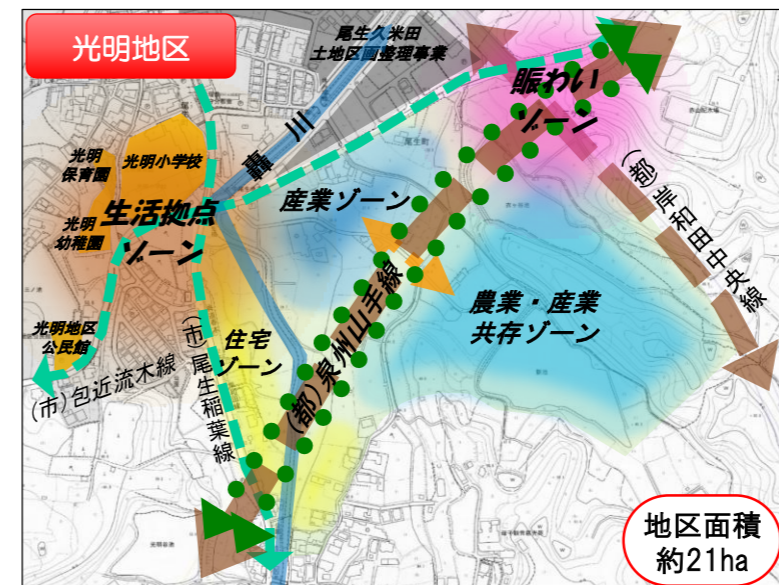 光明地区
尾生久米田
土地区画整理事業
賑わい
ゾーン
轟川
光明
保育園
光明小学校
尾生町
光明
幼稚園
生活拠点
ゾーン
産業ゾーン
(都)岸和田中央線
農業・産業
共存ゾーン
(都)泉州山手線
光明地区
公民館
(市)包近流木線
(市)尾生稲葉線
住宅
ゾーン
地区面積
約21ha